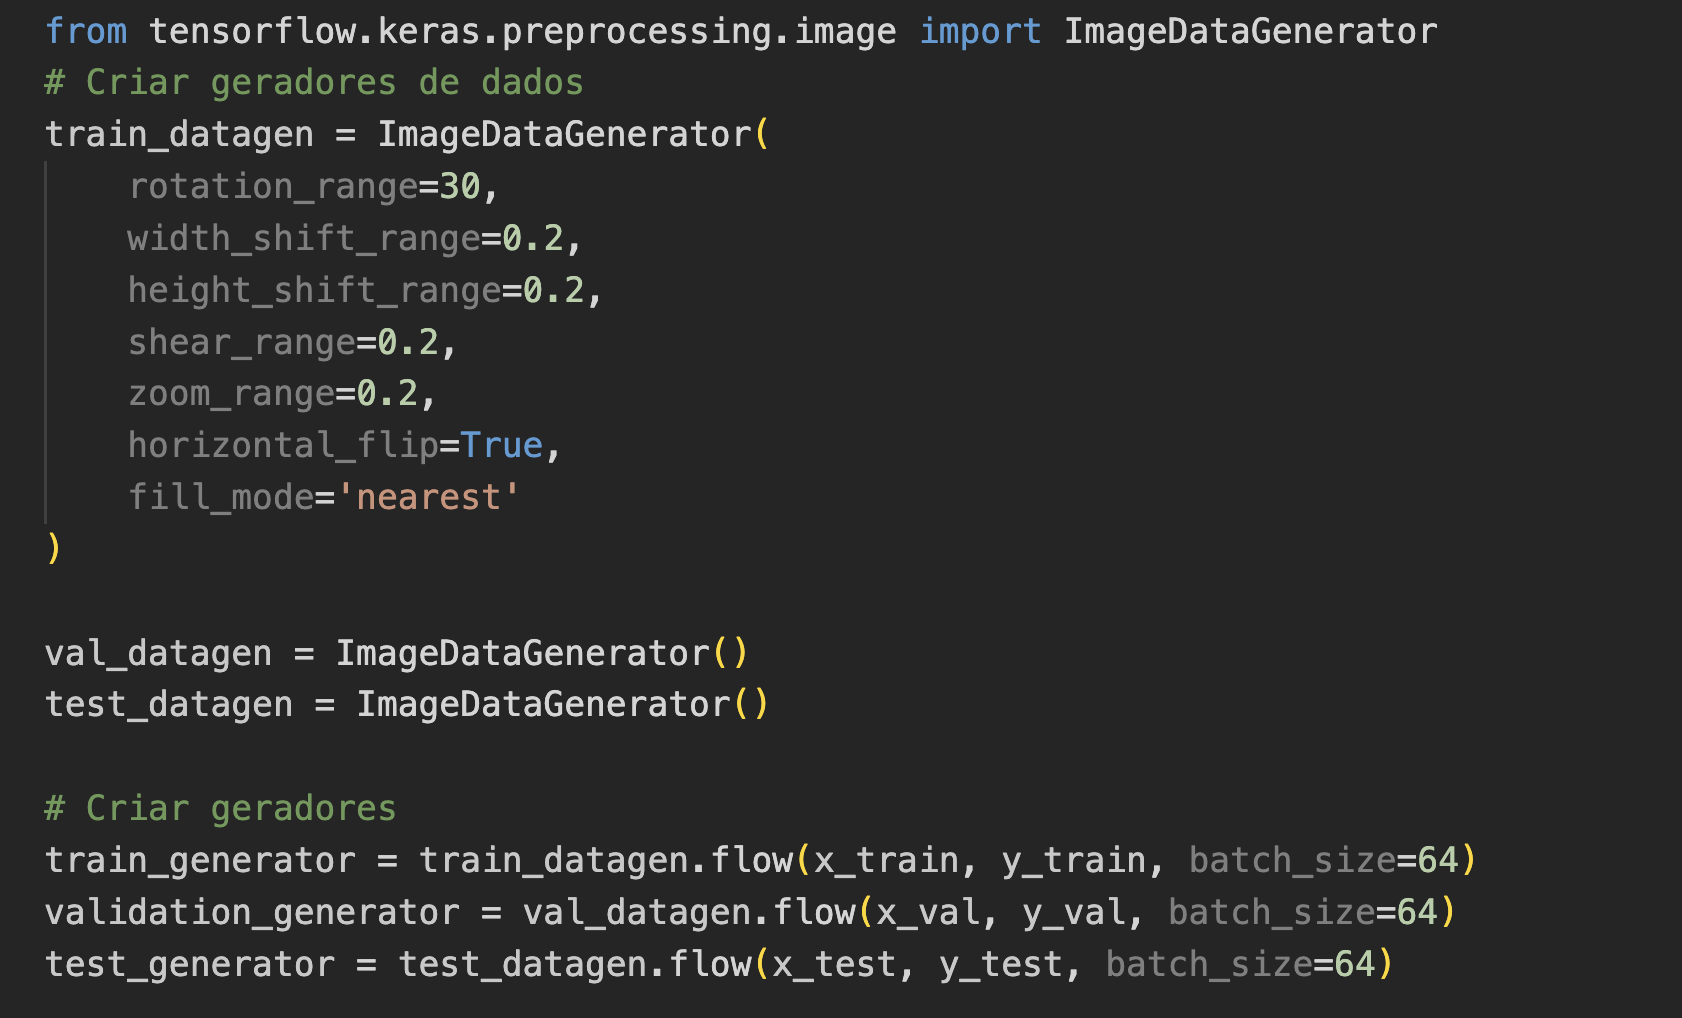 from tensorflow.keras.preprocessing.image import ImageDataGenerator
# Criar geradores de dados
train_datagen = ImageDataGenerator(
    rotation_range=30,
    width_shift_range=0.2,
    height_shift_range=0.2,
    shear_range=0.2,
    zoom_range=0.2,
    horizontal_flip=True,
    fill_mode='nearest'
)

val_datagen = ImageDataGenerator()
test_datagen = ImageDataGenerator()

# Criar geradores
train_generator = train_datagen.flow(x_train, y_train, batch_size=64)
validation_generator = val_datagen.flow(x_val, y_val, batch_size=64)
test_generator = test_datagen.flow(x_test, y_test, batch_size=64)